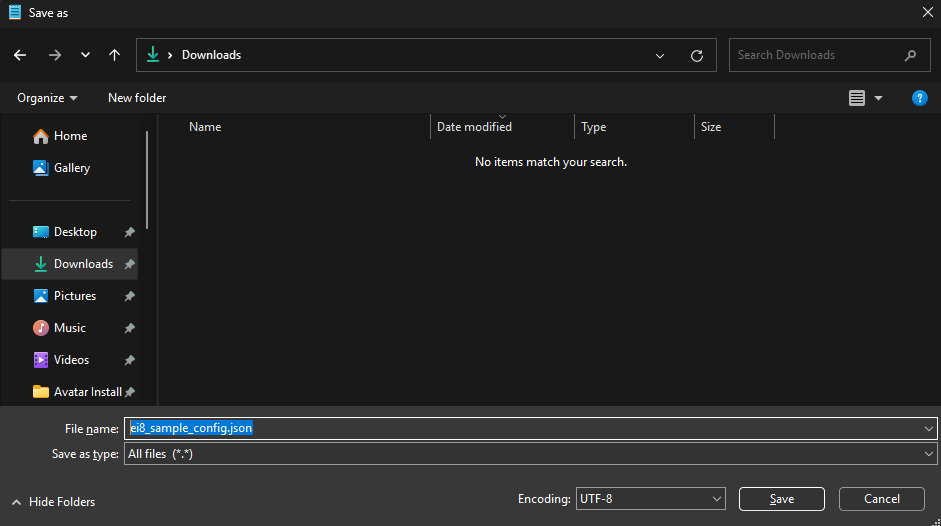 Save as
Downloads
Search Downloads
Organize
New folder
?
Name
Date modified
Type
Size
No items match your search.
Home
Gallery
Desktop
Downloads
Pictures
Music
Videos
Avatar Install
File name:
ei8_sample_config.json
Save as type:
All files (*.*)
Hide Folders
Encoding:
UTF-8
Save
Cancel